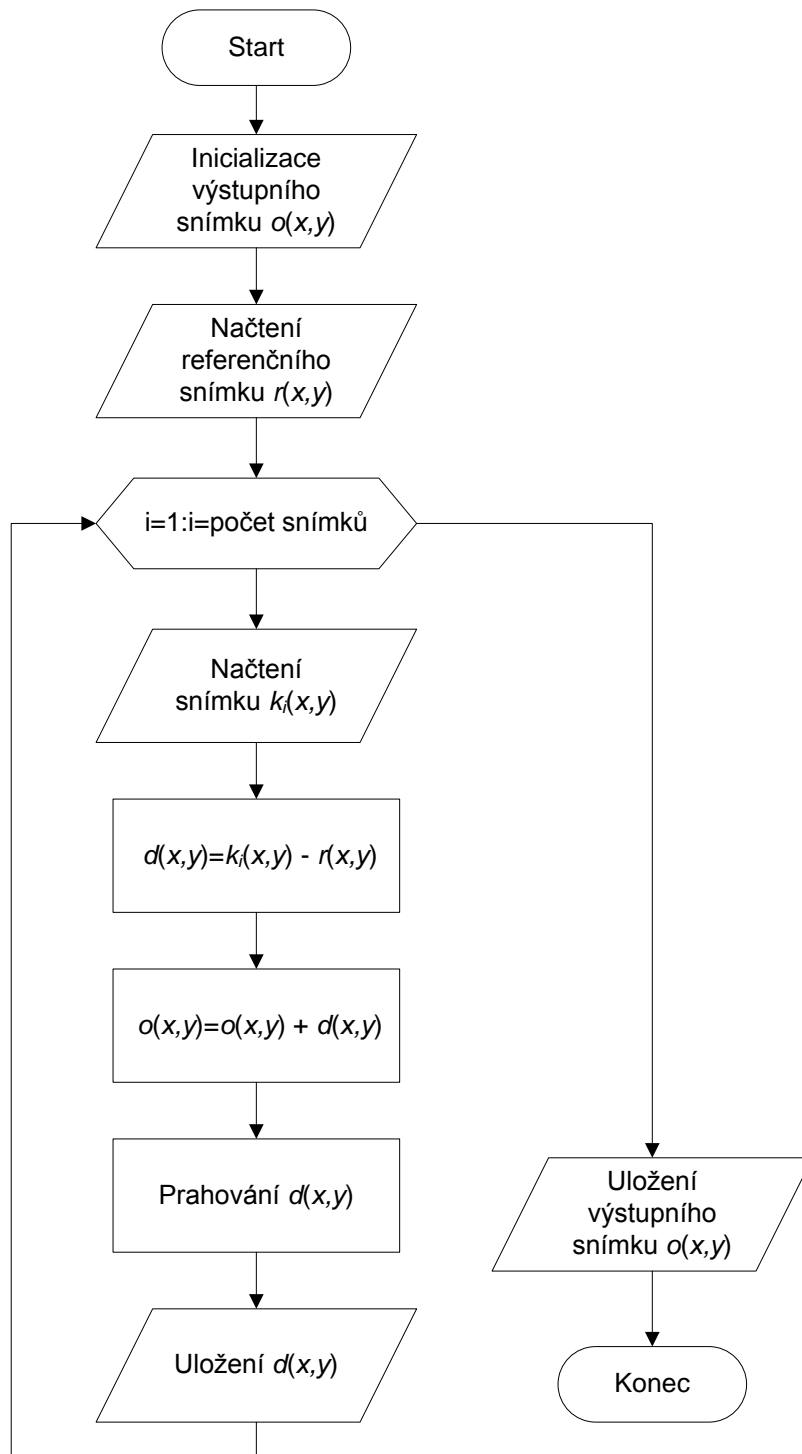 Start
Inicializace
výstupního
snímku o(x,y)
Načtení
referenčního
snímku r(x,y)
i=1:i=počet snímků
Načtení
snímku ki(x,y)
d(x,y)=ki(x,y) - r(x,y)
o(x,y)=o(x,y) + d(x,y)
Prahování d(x,y)
Uložení d(x,y)
Uložení
výstupního
snímku o(x,y)
Konec